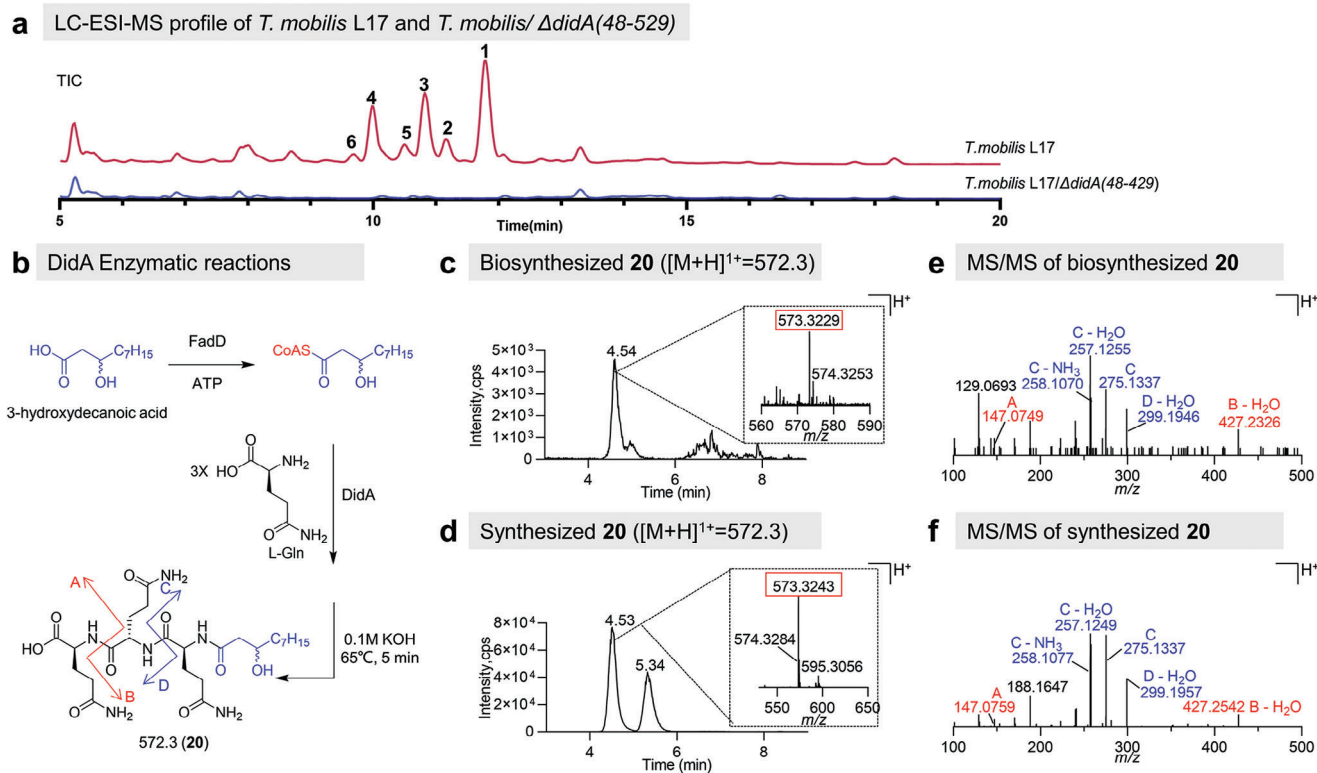 a LC-ESI-MS profile of T. mobilis L17 and T. mobilis/ ΔdidA(48-529)
TIC
1
2
3
4
5
6
T.mobilis L17
T.mobilis L17/ΔdidA(48-429)
5 10 15 20
Time(min)
b DidA Enzymatic reactions
HO O OH C7H15
3-hydroxydecanoic acid
FadD
ATP
CoAS O OH C7H15
3X
HO O NH2 O NH2
L-Gln
DidA
0.1M KOH
65℃, 5 min
A O NH2 C
HO O H N O N H O H N O OH C7H15
B D
O NH2 O NH2
572.3 (20)
c Biosynthesized 20 ([M+H]1+=572.3)
H+
Intensity,cps
5×10³
4×10³
3×10³
2×10³
1×10³
0
4.54
573.3229
574.3253
560 570 580 590
m/z
4 6 8
Time (min)
d Synthesized 20 ([M+H]1+=572.3)
H+
Intensity,cps
8×10⁴
6×10⁴
4×10⁴
2×10⁴
0
4.53
5.34
573.3243
574.3284
595.3056
550 600 650
m/z
4 6 8
Time (min)
e MS/MS of biosynthesized 20
H+
C - H2O
257.1255
C - NH3
258.1070
C
275.1337
129.0693
A
147.0749
D - H2O
299.1946
B - H2O
427.2326
100 200 300 400 500
m/z
f MS/MS of synthesized 20
H+
C - H2O
257.1249
C - NH3
258.1077
C
275.1337
A
147.0759
188.1647
D - H2O
299.1957
427.2542 B - H2O
100 200 300 400 500
m/z